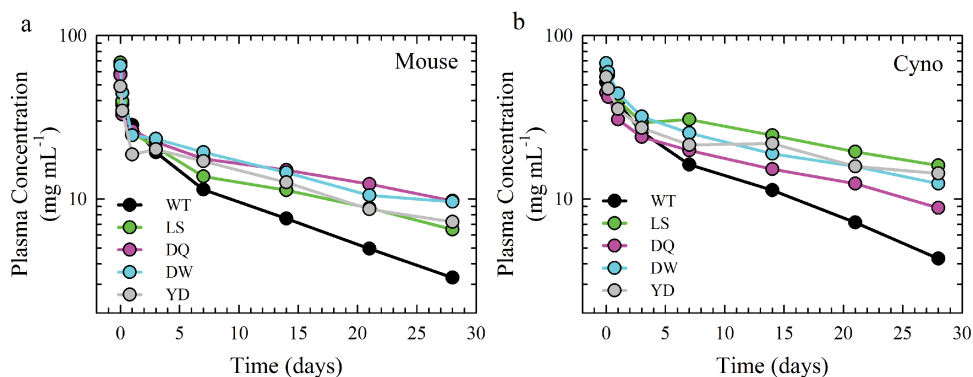 a
Mouse
Plasma Concentration
(mg mL⁻¹)
100
10
WT
LS
DQ
DW
YD
0 5 10 15 20 25 30
Time (days)
b
Cyno
Plasma Concentration
(mg mL⁻¹)
100
10
WT
LS
DQ
DW
YD
0 5 10 15 20 25 30
Time (days)